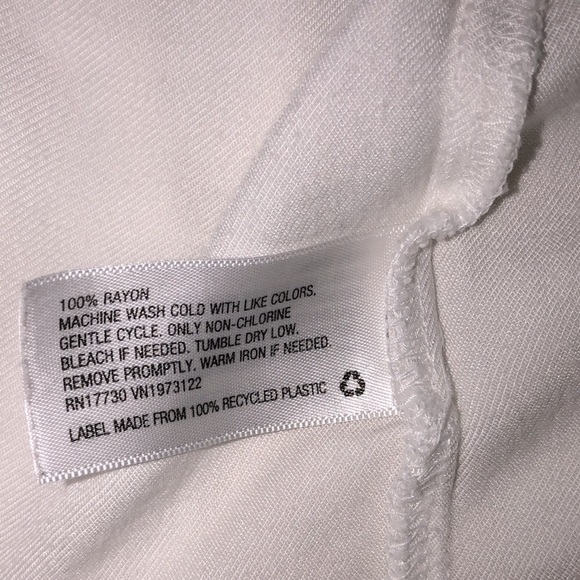 100% RAYON
MACHINE WASH COLD WITH LIKE COLORS.
GENTLE CYCLE. ONLY NON-CHLORINE
BLEACH IF NEEDED. TUMBLE DRY LOW.
REMOVE PROMPTLY. WARM IRON IF NEEDED.
RN17730 VN1973122
LABEL MADE FROM 100% RECYCLED PLASTIC